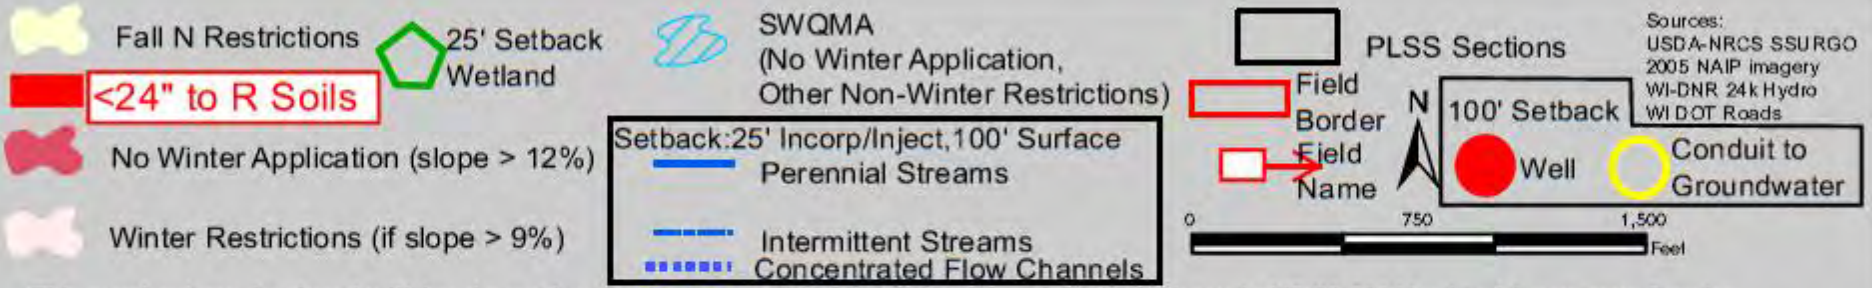 Fall N Restrictions
<24" to R Soils
No Winter Application (slope > 12%)
Winter Restrictions (if slope > 9%)
25' Setback
Wetland
SWQMA
(No Winter Application,
Other Non-Winter Restrictions)
Setback:25' Incorp/Inject,100' Surface
Perennial Streams
Intermittent Streams
Concentrated Flow Channels
PLSS Sections
Field
Border
Field
Name
N
100' Setback
Well
Conduit to
Groundwater
Sources:
USDA-NRCS SSURGO
2005 NAIP imagery
WI-DNR 24k Hydro
WI DOT Roads
0 750 1,500
Feet